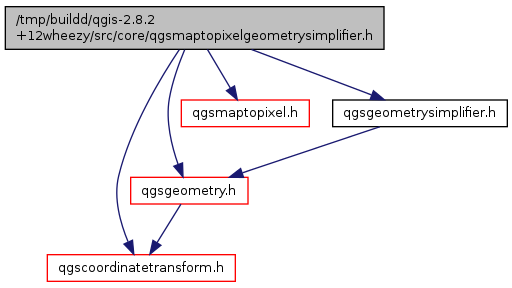 /tmp/buildd/qgis-2.8.2
+12wheezy/src/core/qgsmaptopixelgeometrysimplifier.h
qgsmaptopixel.h
qgsgeometrysimplifier.h
qgsgeometry.h
qgscoordinatetransform.h